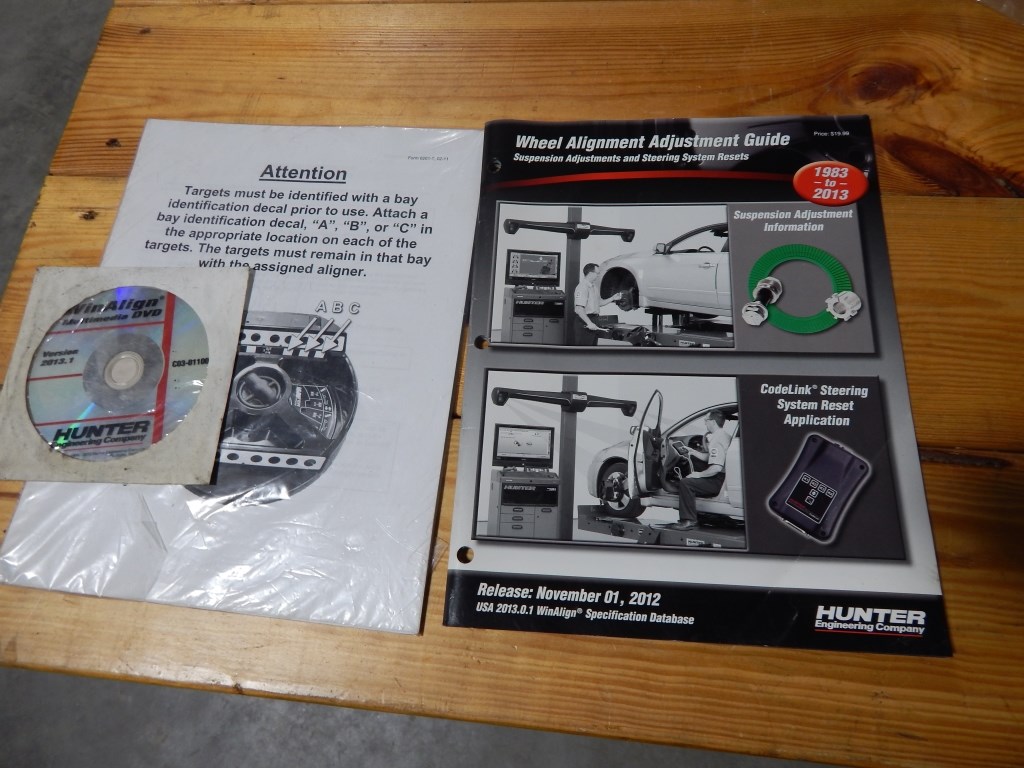 Attention
Targets must be identified with a bay
identification decal prior to use. Attach a
bay identification decal, “A”, “B”, or “C” in
the appropriate location on each of the
targets. The targets must remain in that bay
with the assigned aligner.
A B C
WinAlign®
Multimedia DVD
Version
2013.1
HUNTER
Engineering Company
Wheel Alignment Adjustment Guide
Suspension Adjustments and Steering System Resets
Price: $19.99
1983
– to –
2013
Suspension Adjustment
Information
HUNTER
CodeLink® Steering
System Reset
Application
HUNTER
Release: November 01, 2012
USA 2013.0.1 WinAlign® Specification Database
HUNTER
Engineering Company